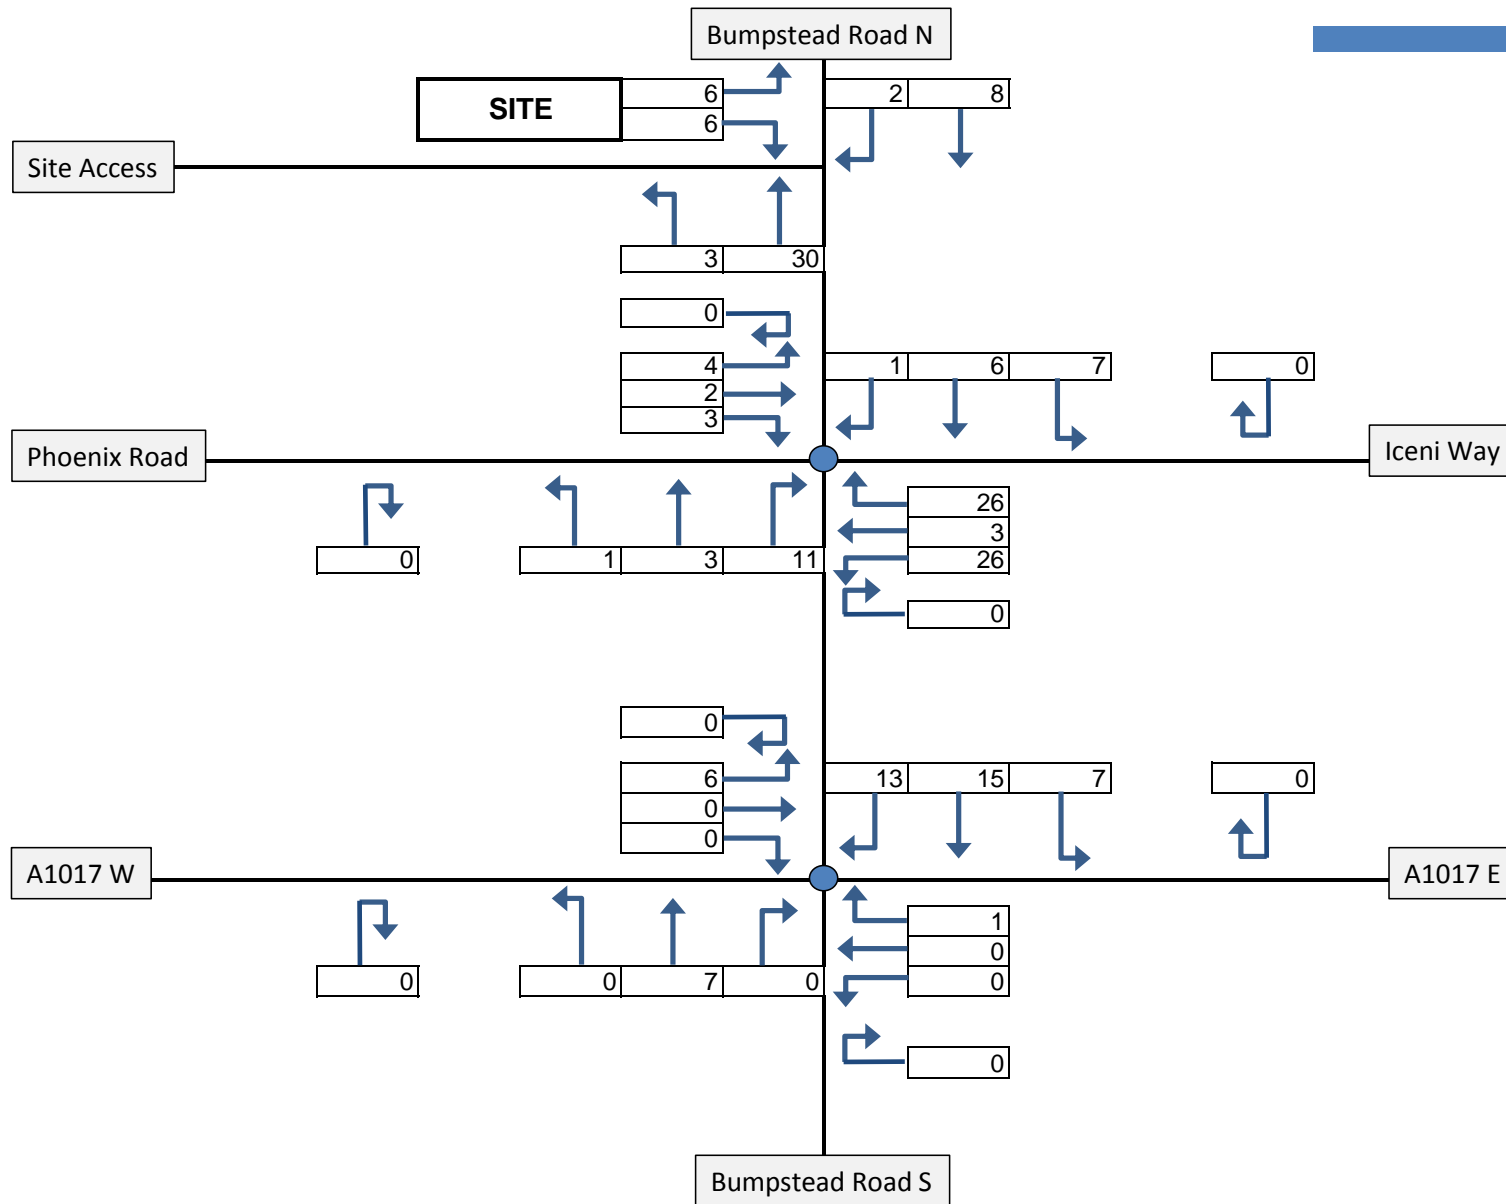 Bumpstead Road N
6 2 8
SITE
6
Site Access
3 30
0
4 1 6 7 0
2
3
Phoenix Road Iceni Way
26
3
0 1 3 11 26
0
0
6 13 15 7 0
0
0
A1017 W A1017 E
1
0
0 0 7 0 0
0
Bumpstead Road S